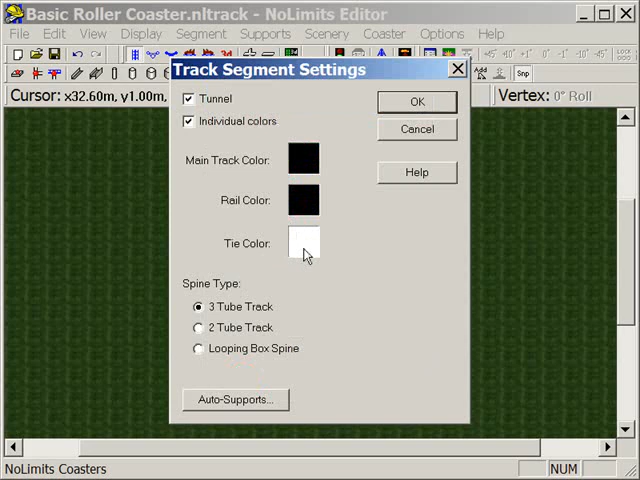 Basic Roller Coaster.nltrack - NoLimits Editor
File Edit View Display Segment Supports Scenery Coaster Options Help
Track Segment Settings
Cursor: x32.60m, y1.00m,
Vertex: 0° Roll
Add
Snp
Tunnel
Individual colors
Main Track Color:
Rail Color:
Tie Color:
Spine Type:
3 Tube Track
2 Tube Track
Looping Box Spine
Auto-Supports...
OK
Cancel
Help
NoLimits Coasters
NUM